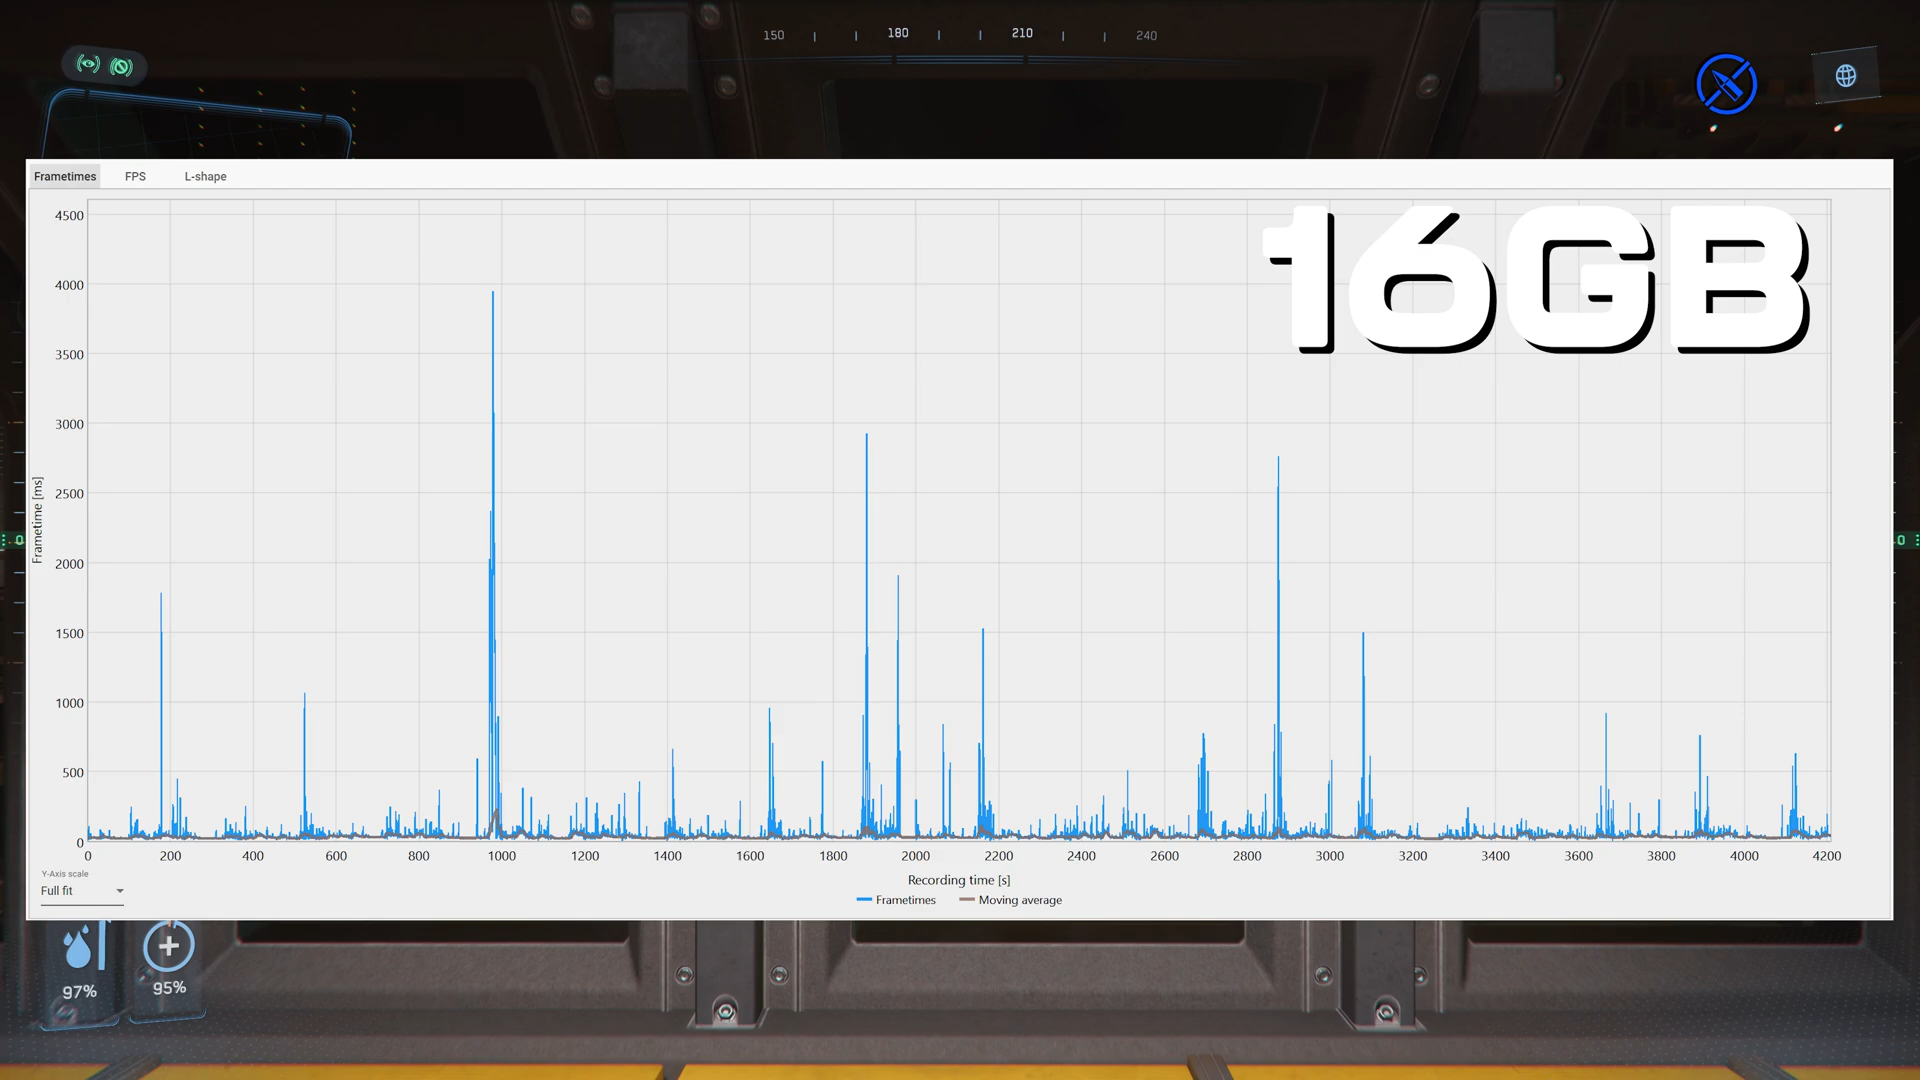 150 180 210 240
Frametimes FPS L-shape
16GB
4500
4000
3500
3000
2500
2000
1500
1000
500
0
Frametime [ms]
0 200 400 600 800 1000 1200 1400 1600 1800 2000 2200 2400 2600 2800 3000 3200 3400 3600 3800 4000 4200
Recording time [s]
Frametimes Moving average
Y-Axis scale
Full fit
0
0
97% 95%